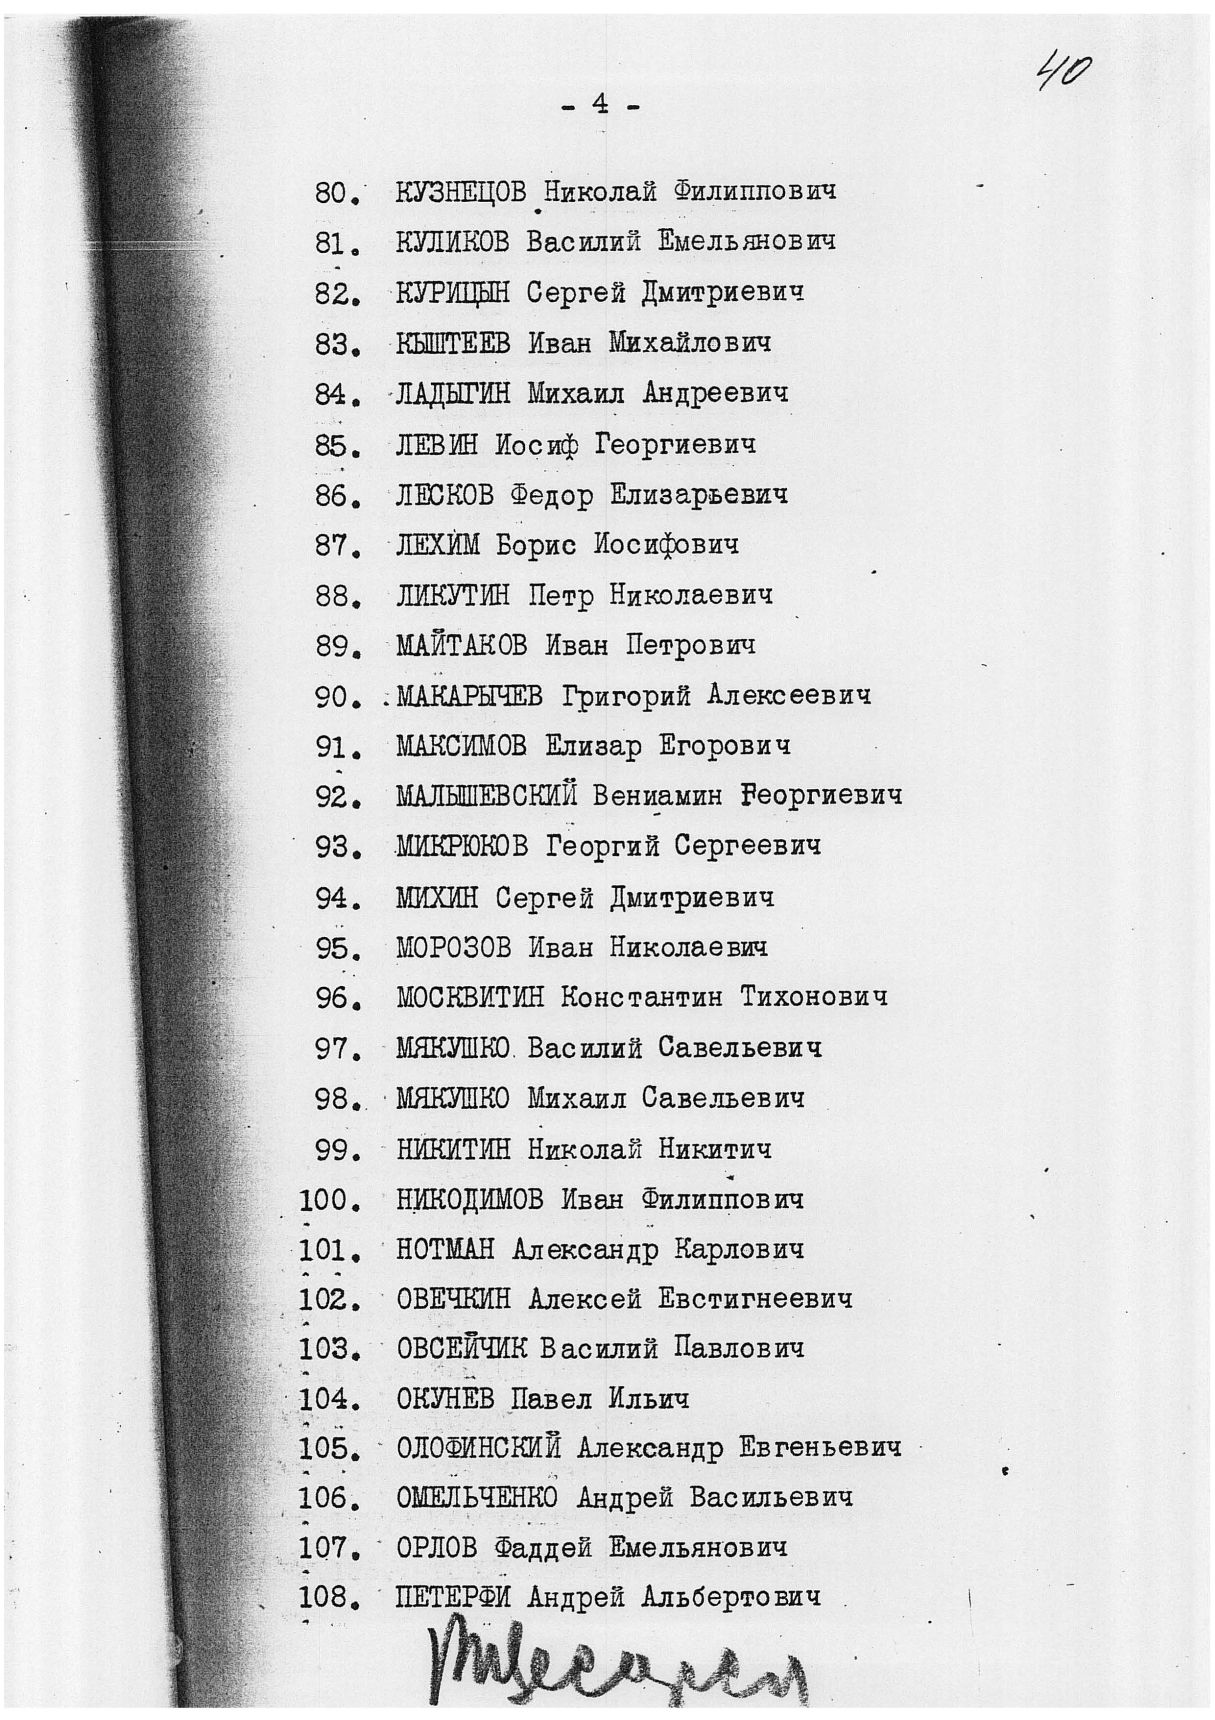 40
- 4 -
80. КУЗНЕЦОВ Николай Филиппович
81. КУЛИКОВ Василий Емельянович
82. КУРИЦЫН Сергей Дмитриевич
83. КЫШТЕЕВ Иван Михайлович
84. ЛАДЫГИН Михаил Андреевич
85. ЛЕВИН Иосиф Георгиевич
86. ЛЕСКОВ Федор Елизарьевич
87. ЛЕХИМ Борис Иосифович
88. ЛИКУТИН Петр Николаевич
89. МАЙТАКОВ Иван Петрович
90. МАКАРЫЧЕВ Григорий Алексеевич
91. МАКСИМОВ Елизар Егорович
92. МАЛЫШЕВСКИЙ Вениамин Георгиевич
93. МИКРЮКОВ Георгий Сергеевич
94. МИХИН Сергей Дмитриевич
95. МОРОЗОВ Иван Николаевич
96. МОСКВИТИН Константин Тихонович
97. МЯКУШКО Василий Савельевич
98. МЯКУШКО Михаил Савельевич
99. НИКИТИН Николай Никитич
100. НИКОДИМОВ Иван Филиппович
101. НОТМАН Александр Карлович
102. ОВЕЧКИН Алексей Евстигнеевич
103. ОВСЕЙЧИК Василий Павлович
104. ОКУНЕВ Павел Ильич
105. ОЛОФИНСКИЙ Александр Евгеньевич
106. ОМЕЛЬЧЕНКО Андрей Васильевич
107. ОРЛОВ Фаддей Емельянович
108. ПЕТЕРФИ Андрей Альбертович